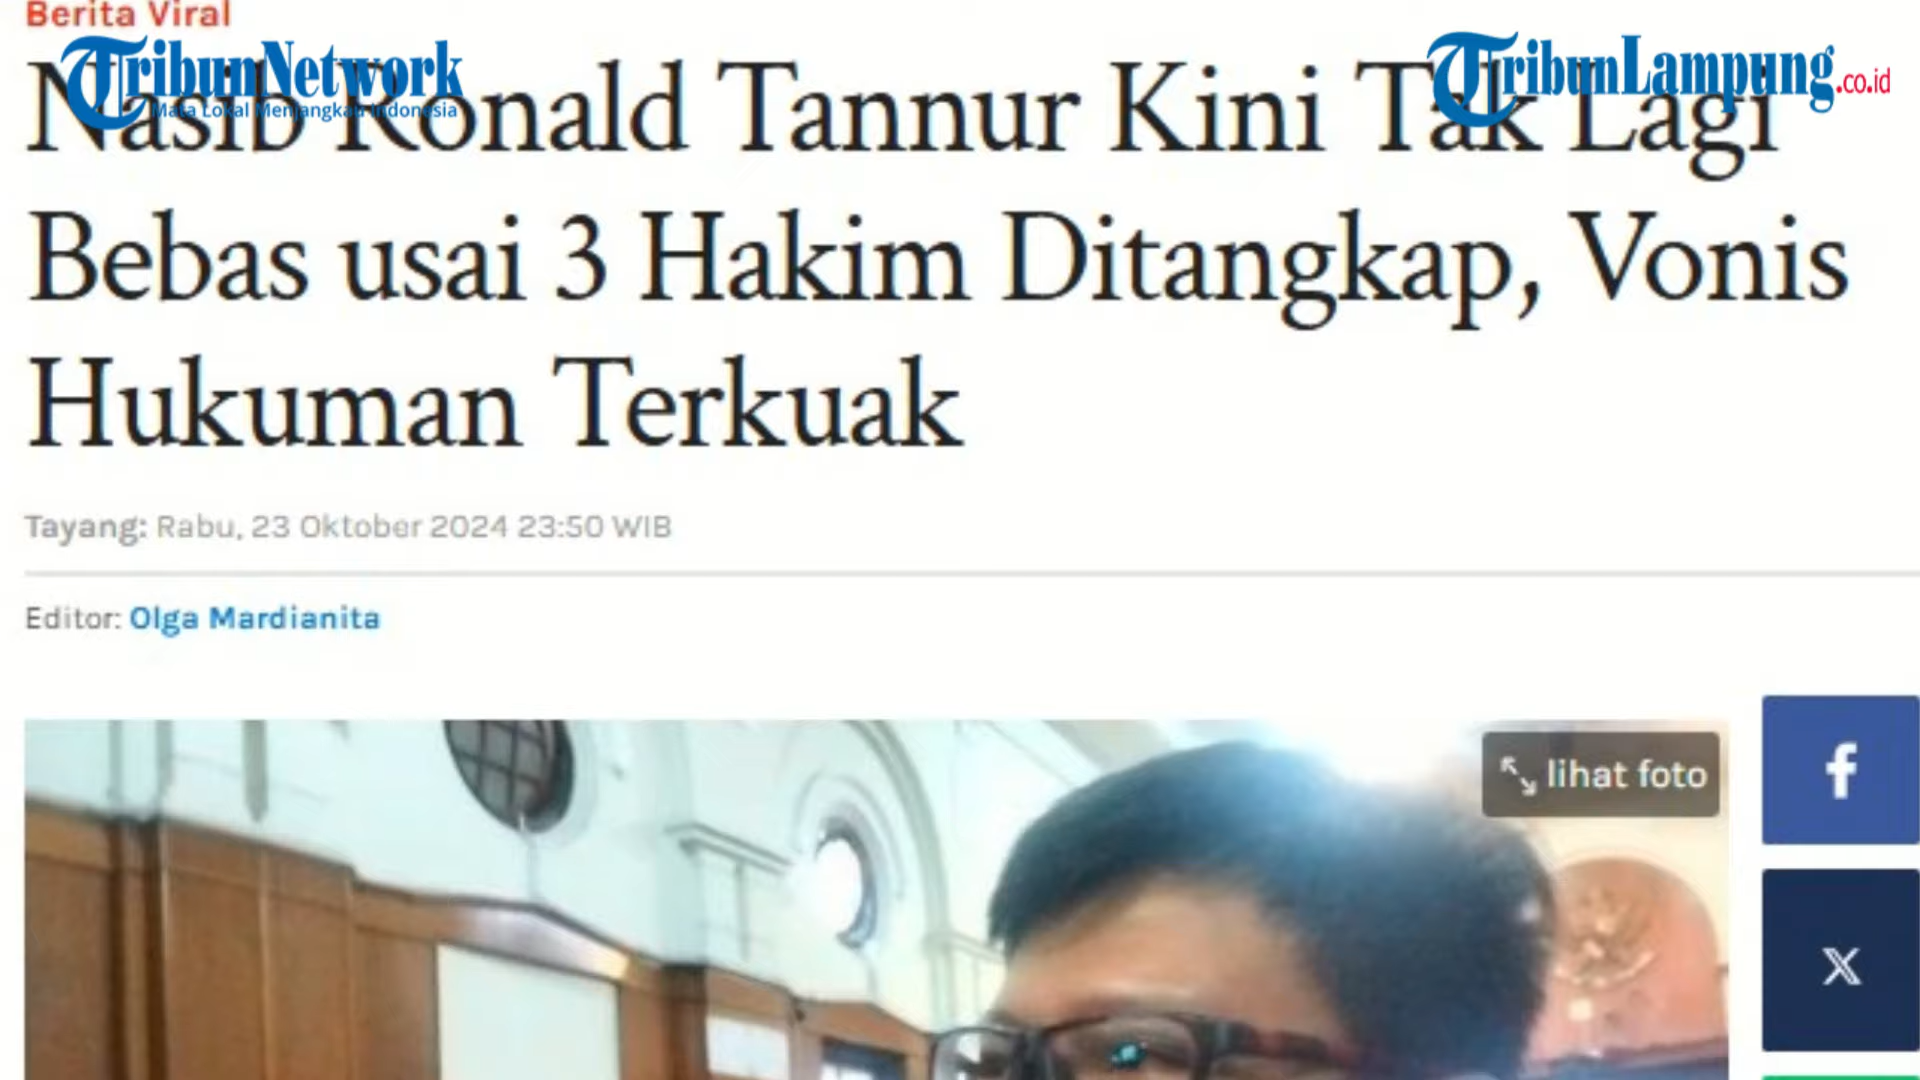 Berita Viral
TribunNetwork
Mata Lokal Menjangkau Indonesia
TribunLampung.co.id
Nasib Ronald Tannur Kini Tak Lagi
Bebas usai 3 Hakim Ditangkap, Vonis
Hukuman Terkuak
Tayang: Rabu, 23 Oktober 2024 23:50 WIB
Editor: Olga Mardianita
lihat foto
f
X